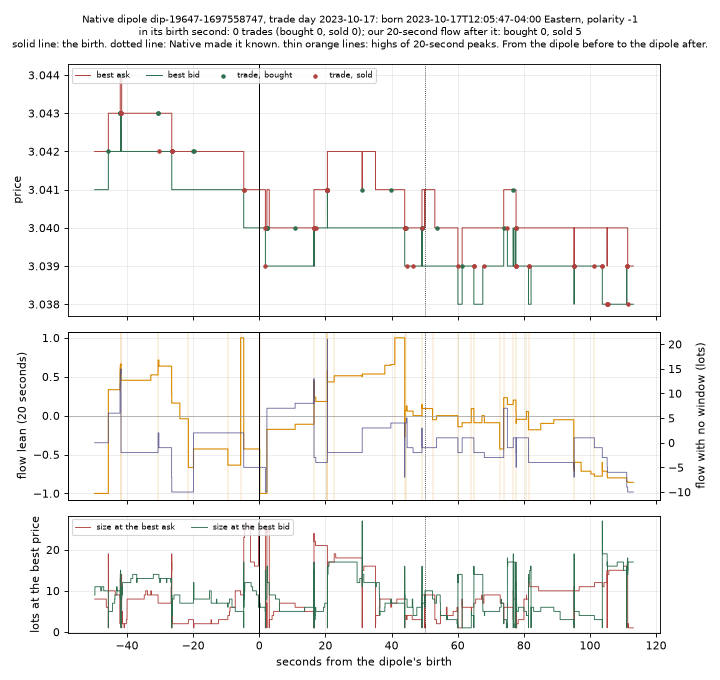 Native dipole dip-19647-1697558747, trade day 2023-10-17: born 2023-10-17T12:05:47-04:00 Eastern, polarity -1
in its birth second: 0 trades (bought 0, sold 0); our 20-second flow after it: bought 0, sold 5
solid line: the birth. dotted line: Native made it known. thin orange lines: highs of 20-second peaks. From the dipole before to the dipole after.
best ask best bid trade, bought trade, sold
3.044
3.043
3.042
3.041
3.040
3.039
3.038
price
1.0
0.5
0.0
−0.5
−1.0
flow lean (20 seconds)
20
15
10
5
0
−5
−10
flow with no window (lots)
size at the best ask size at the best bid
20
10
0
lots at the best price
−40 −20 0 20 40 60 80 100 120
seconds from the dipole's birth